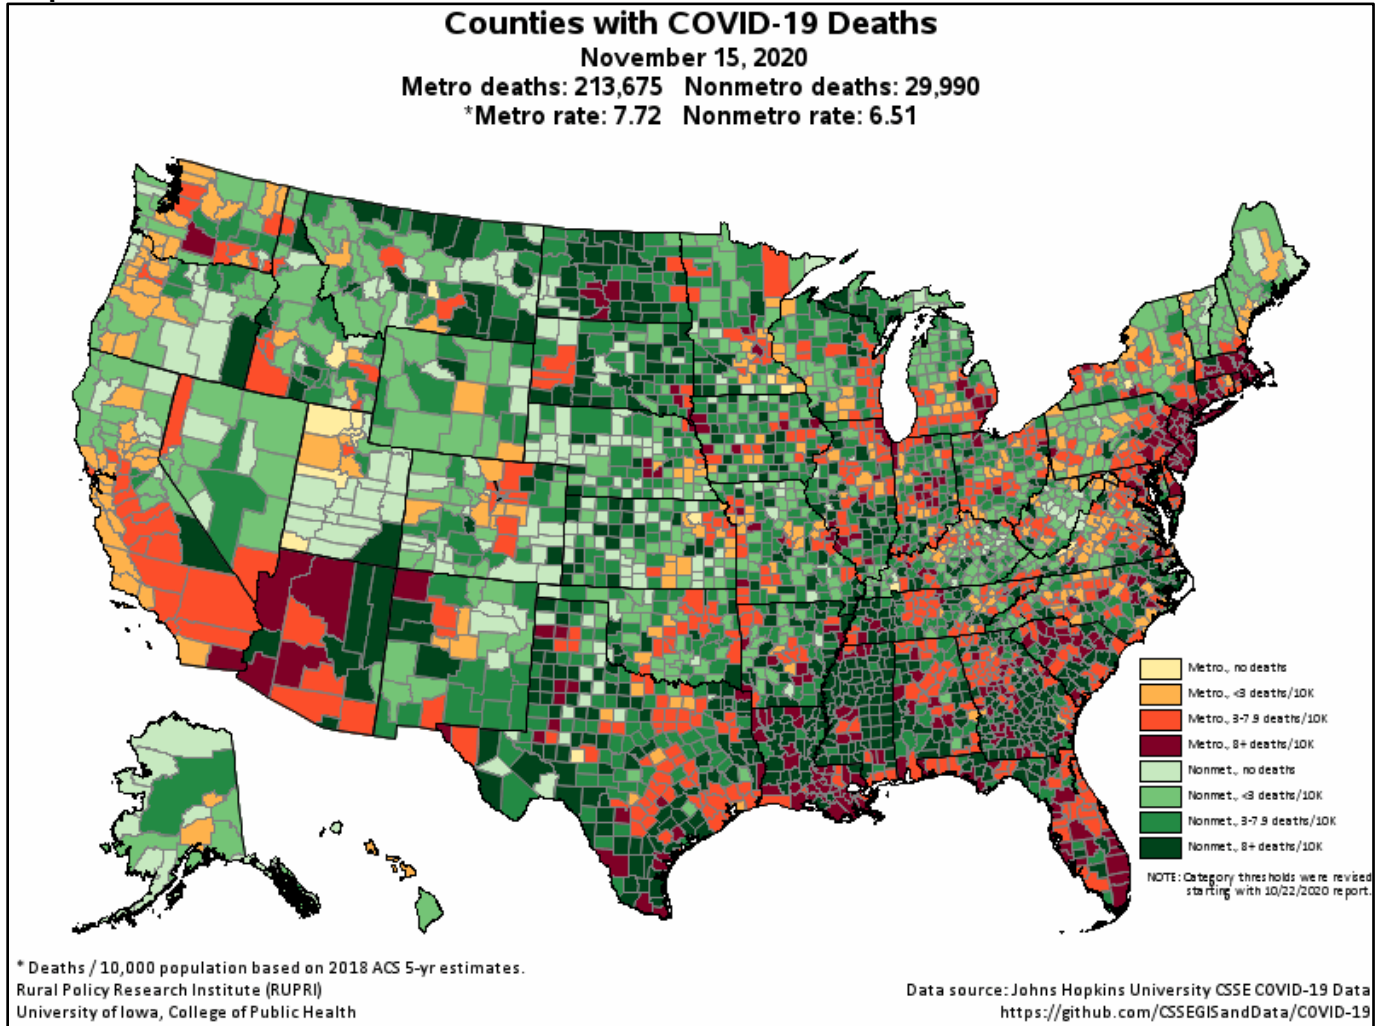 Counties with COVID-19 Deaths
November 15, 2020
Metro deaths: 213,675   Nonmetro deaths: 29,990
*Metro rate: 7.72   Nonmetro rate: 6.51
Metro., no deaths
Metro., <3 deaths/10K
Metro., 3-7.9 deaths/10K
Metro., 8+ deaths/10K
Nonmet., no deaths
Nonmet., <3 deaths/10K
Nonmet., 3-7.9 deaths/10K
Nonmet., 8+ deaths/10K
NOTE: Category thresholds were revised
starting with 10/22/2020 report.
* Deaths / 10,000 population based on 2018 ACS 5-yr estimates.
Rural Policy Research Institute (RUPRI)
University of Iowa, College of Public Health
Data source: Johns Hopkins University CSSE COVID-19 Data
https://github.com/CSSEGISandData/COVID-19